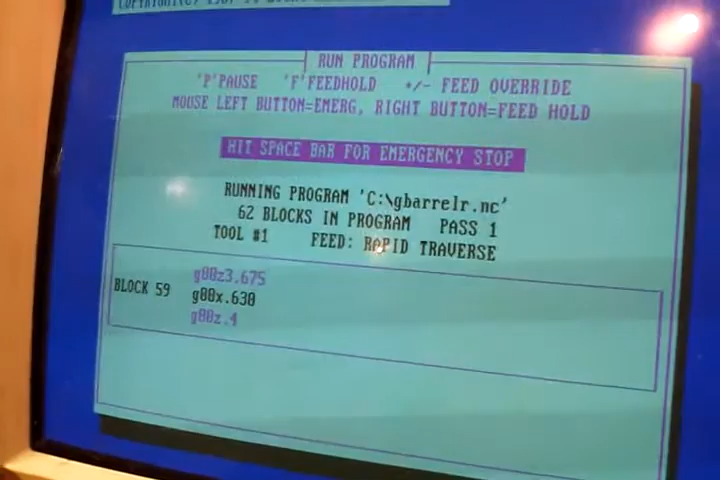 COPYRIGHT(C)
RUN PROGRAM
'P'PAUSE 'F'FEEDHOLD +/- FEED OVERRIDE
MOUSE LEFT BUTTON=EMERG, RIGHT BUTTON=FEED HOLD
HIT SPACE BAR FOR EMERGENCY STOP
RUNNING PROGRAM 'C:\gbarrelr.nc'
62 BLOCKS IN PROGRAM PASS 1
TOOL #1 FEED: RAPID TRAVERSE
g00z3.675
BLOCK 59 g00x.630
g00z.4